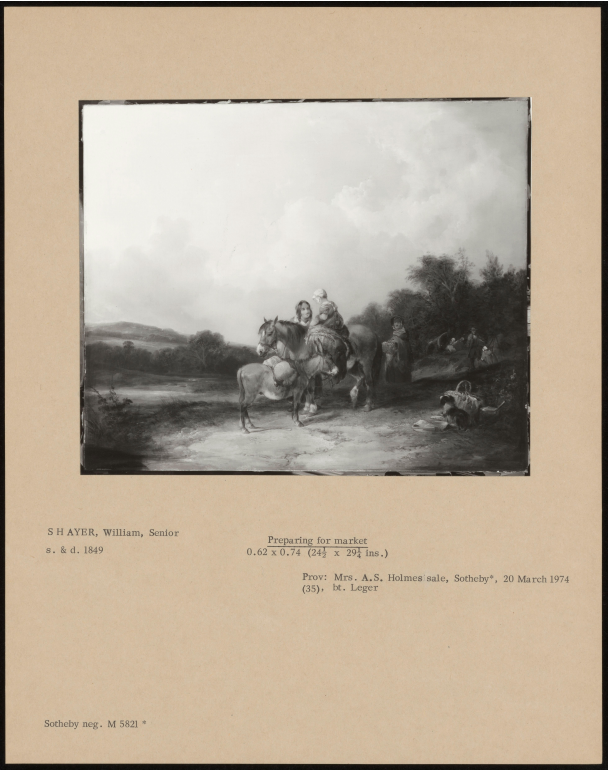 SHAYER, William, Senior
s. & d. 1849
Preparing for market
0.62 x 0.74 (24½ x 29¼ ins.)
Prov: Mrs. A.S. Holmes sale, Sotheby*, 20 March 1974
(35), bt. Leger
Sotheby neg. M 5821 *